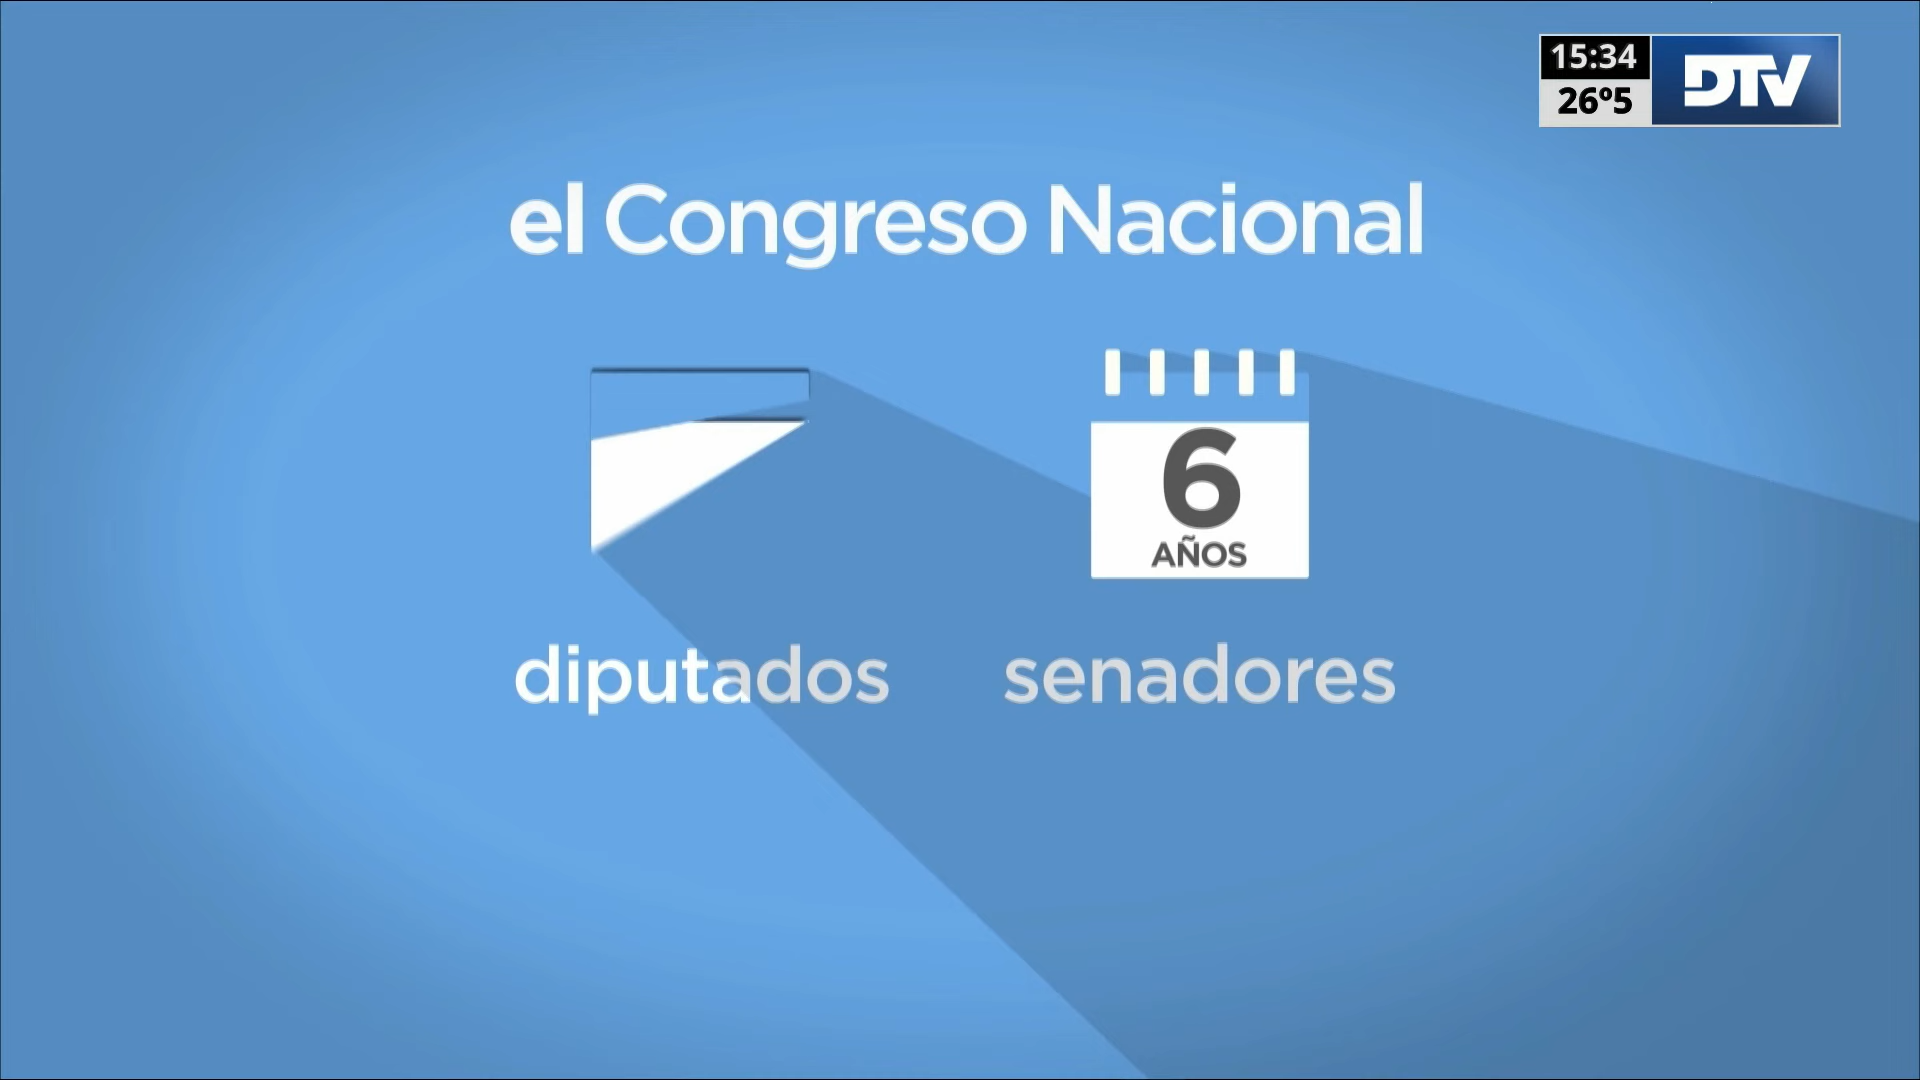 15:34
26º5
DTV
el Congreso Nacional
6
AÑOS
diputados
senadores